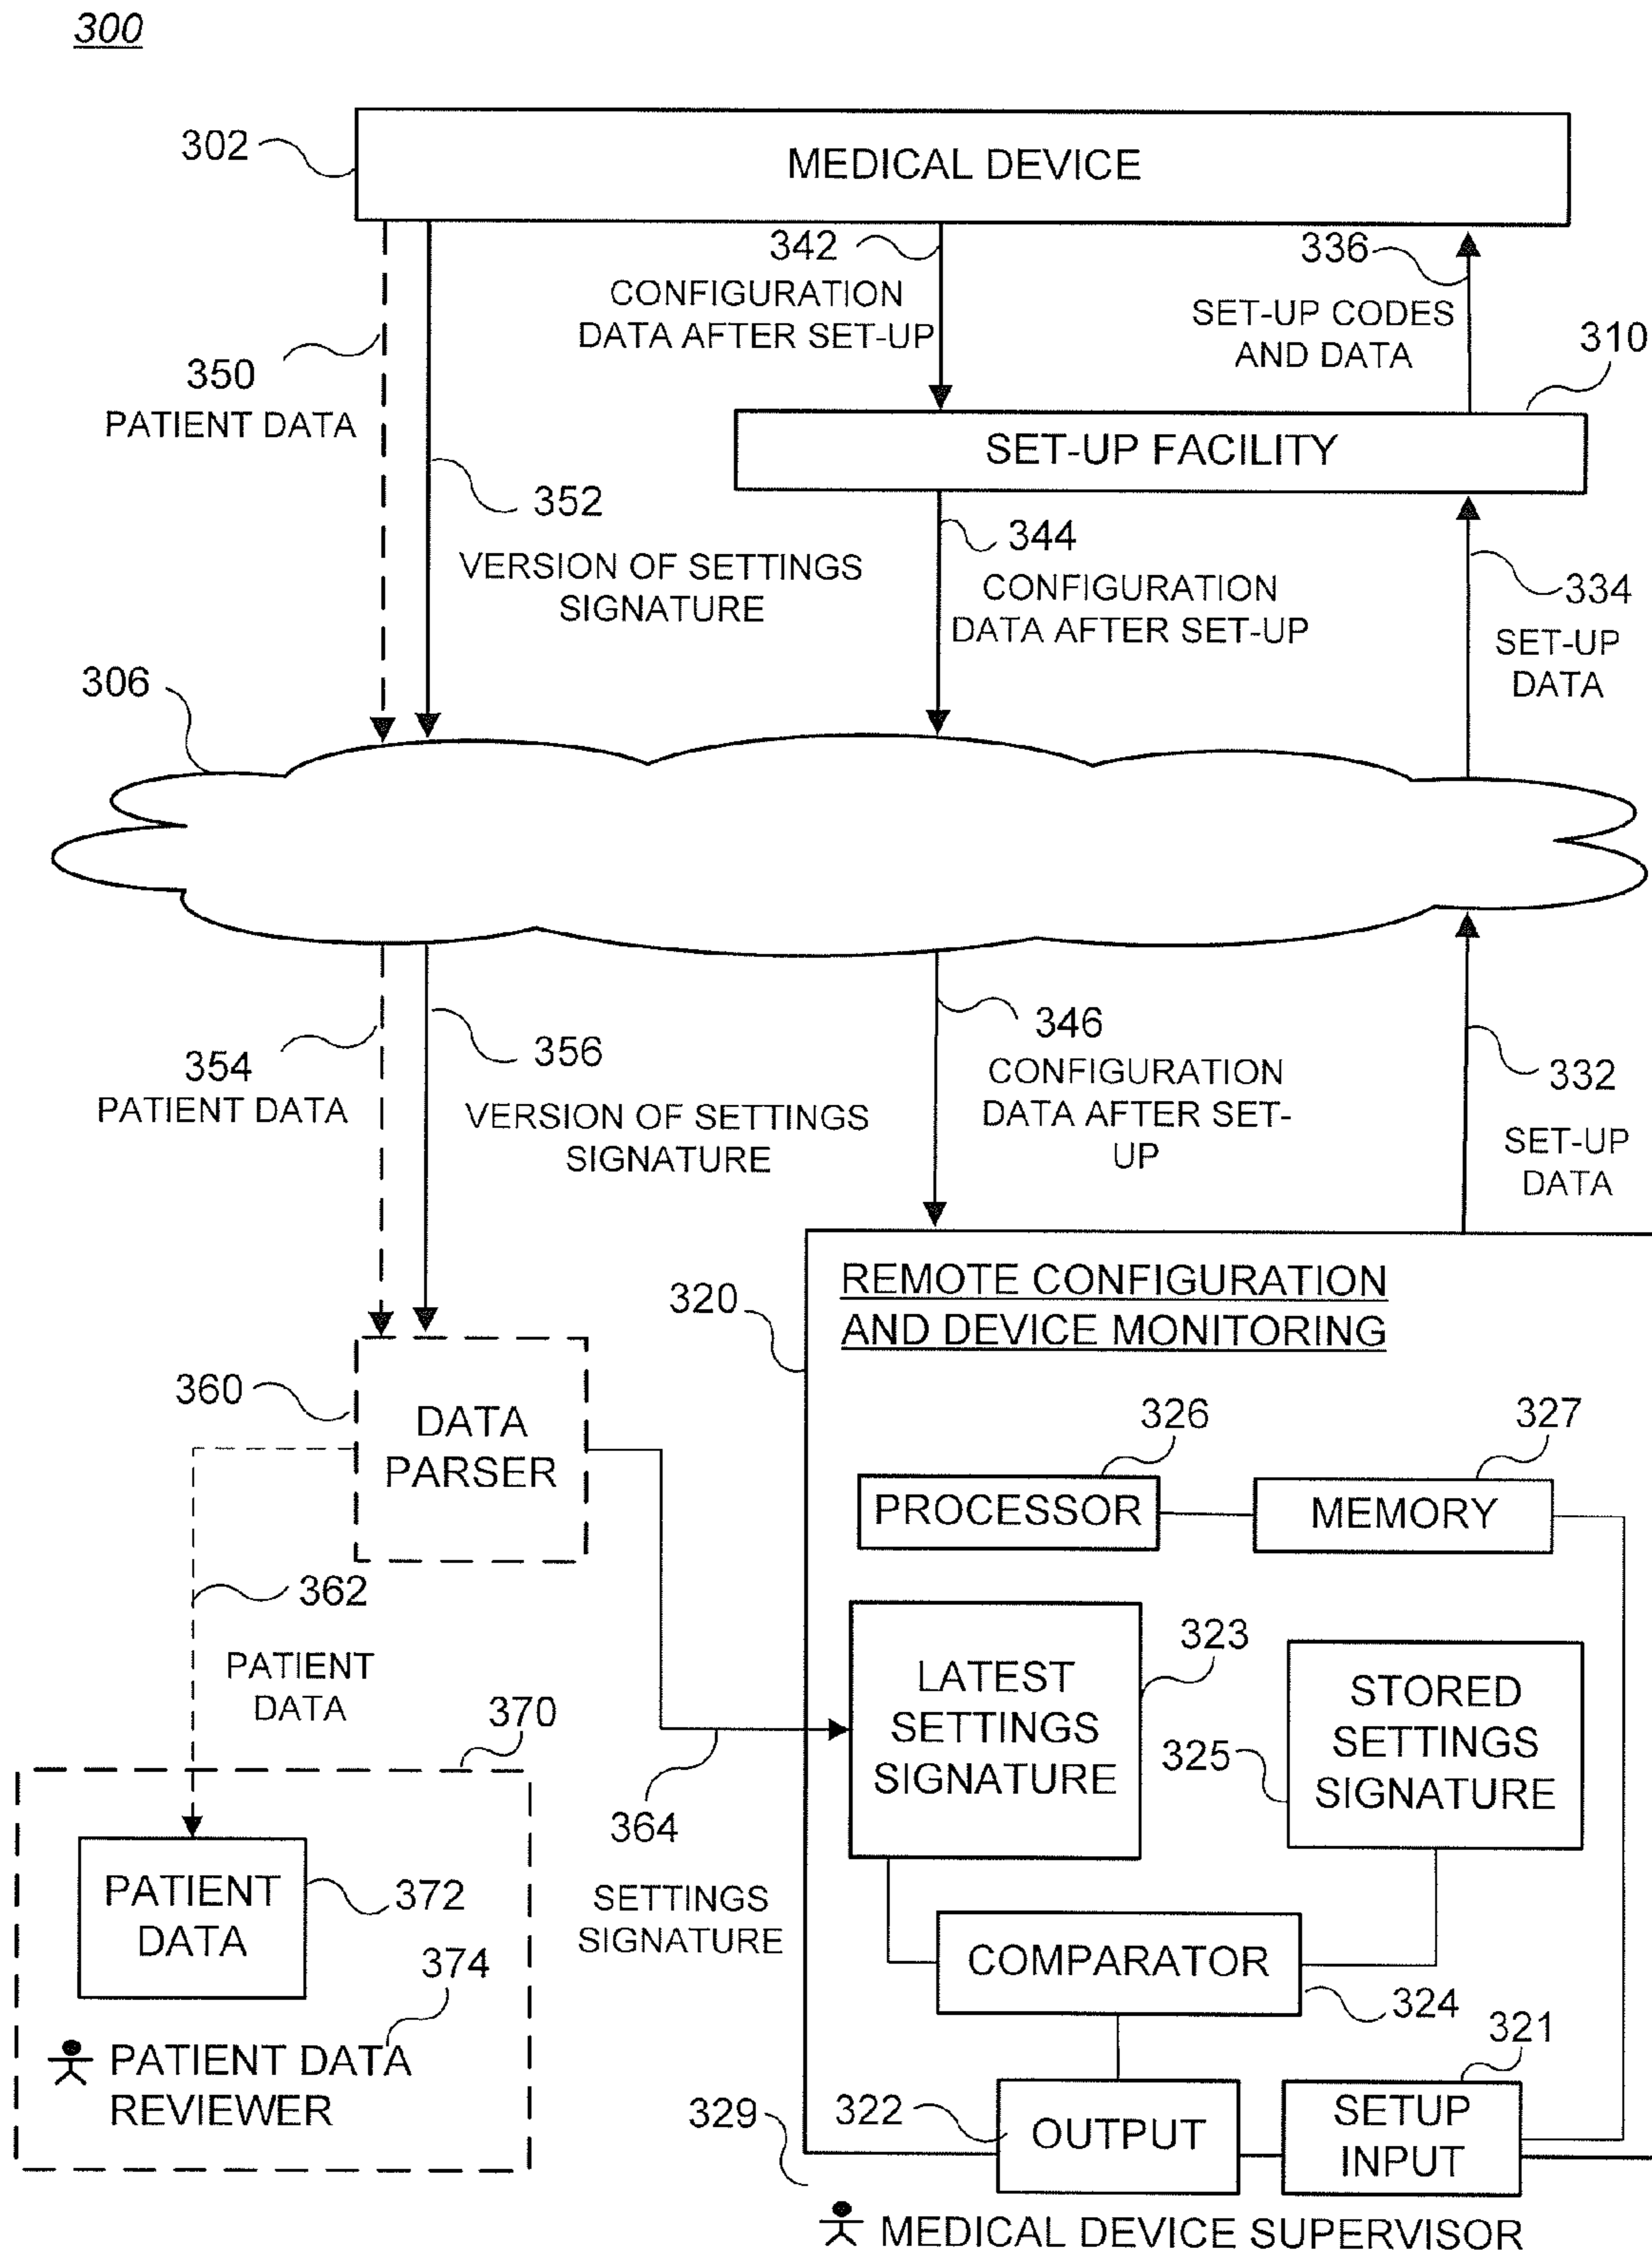 300
302
MEDICAL DEVICE
342
CONFIGURATION
DATA AFTER SET-UP
336
SET-UP CODES
AND DATA
310
350
PATIENT DATA
SET-UP FACILITY
352
VERSION OF SETTINGS
SIGNATURE
344
CONFIGURATION
DATA AFTER SET-UP
334
SET-UP
DATA
306
354
PATIENT DATA
356
VERSION OF SETTINGS
SIGNATURE
346
CONFIGURATION
DATA AFTER SET-
UP
332
SET-UP
DATA
320
REMOTE CONFIGURATION
AND DEVICE MONITORING
360
DATA
PARSER
326
PROCESSOR
327
MEMORY
362
PATIENT
DATA
323
LATEST
SETTINGS
SIGNATURE
325
STORED
SETTINGS
SIGNATURE
364
SETTINGS
SIGNATURE
370
PATIENT
DATA
372
374
PATIENT DATA
REVIEWER
COMPARATOR
324
321
322
OUTPUT
SETUP
INPUT
329
MEDICAL DEVICE SUPERVISOR